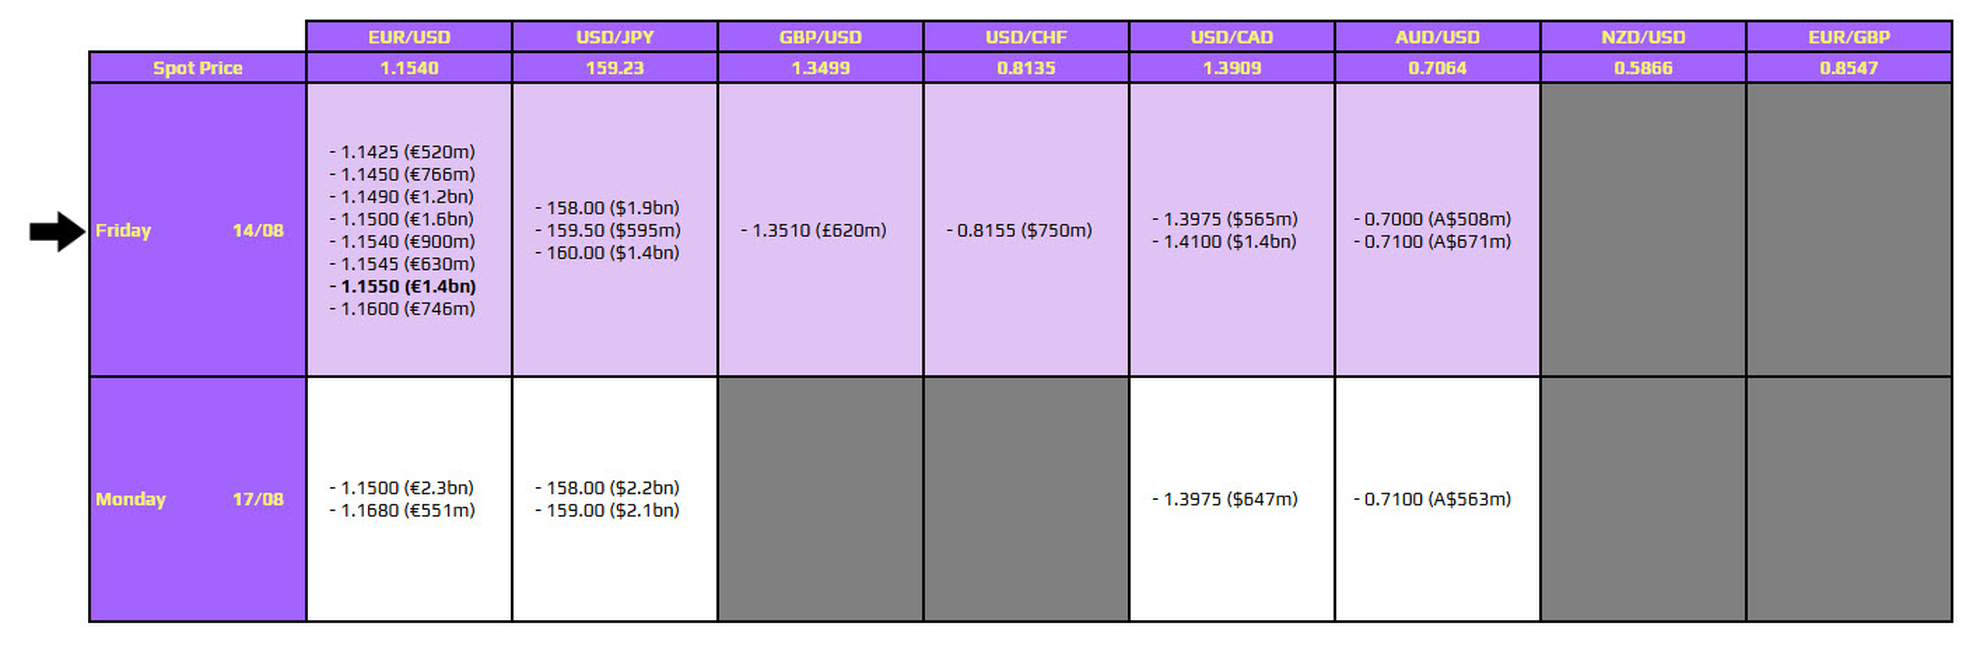 EUR/USD USD/JPY GBP/USD USD/CHF USD/CAD AUD/USD NZD/USD EUR/GBP
Spot Price 1.1540 159.23 1.3499 0.8135 1.3909 0.7064 0.5866 0.8547
Friday 14/08
- 1.1425 (€520m)
- 1.1450 (€766m)
- 1.1490 (€1.2bn)
- 1.1500 (€1.6bn)
- 1.1540 (€900m)
- 1.1545 (€630m)
- 1.1550 (€1.4bn)
- 1.1600 (€746m)
- 158.00 ($1.9bn)
- 159.50 ($595m)
- 160.00 ($1.4bn)
- 1.3510 (£620m)
- 0.8155 ($750m)
- 1.3975 ($565m)
- 1.4100 ($1.4bn)
- 0.7000 (A$508m)
- 0.7100 (A$671m)
Monday 17/08
- 1.1500 (€2.3bn)
- 1.1680 (€551m)
- 158.00 ($2.2bn)
- 159.00 ($2.1bn)
- 1.3975 ($647m)
- 0.7100 (A$563m)